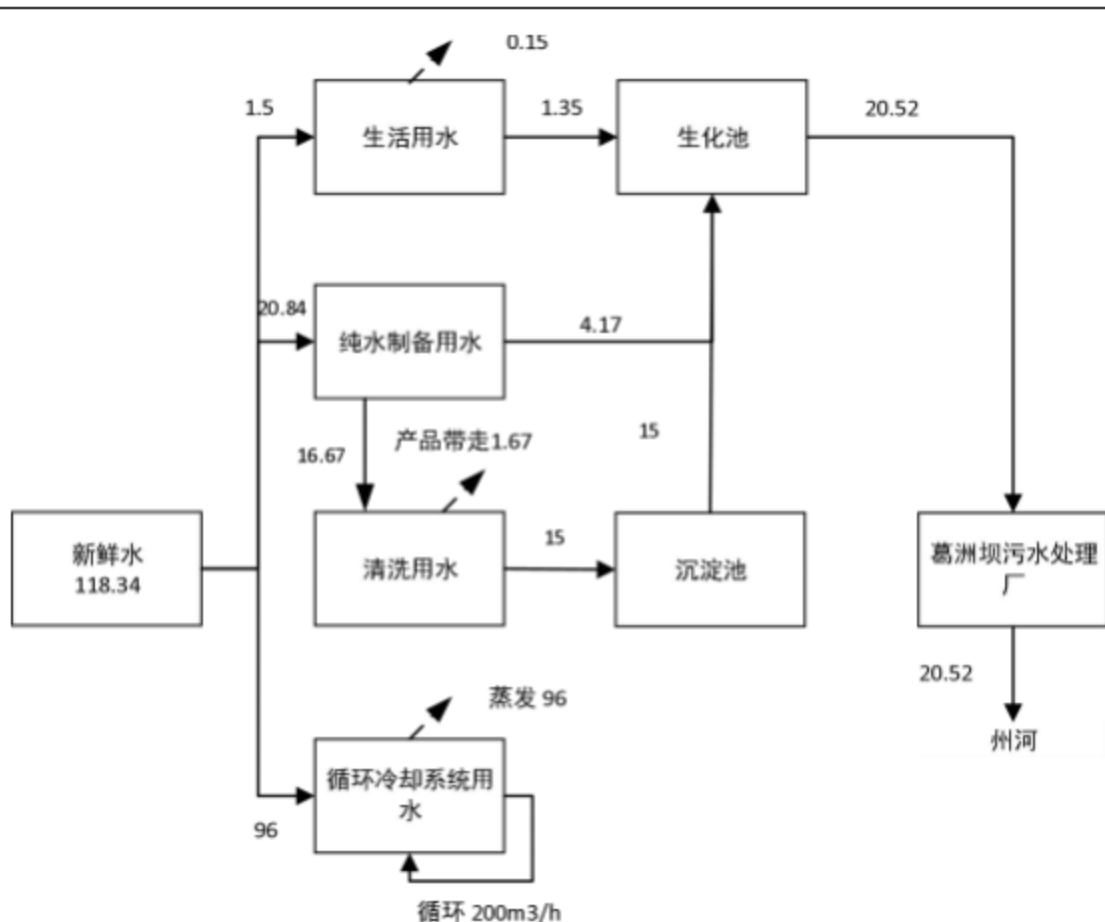 0.15
1.5
生活用水
1.35
生化池
20.52
20.84
纯水制备用水
4.17
16.67
产品带走1.67
15
新鲜水
118.34
清洗用水
15
沉淀池
葛洲坝污水处理
厂
20.52
州河
蒸发 96
循环冷却系统用
水
96
循环 200m3/h